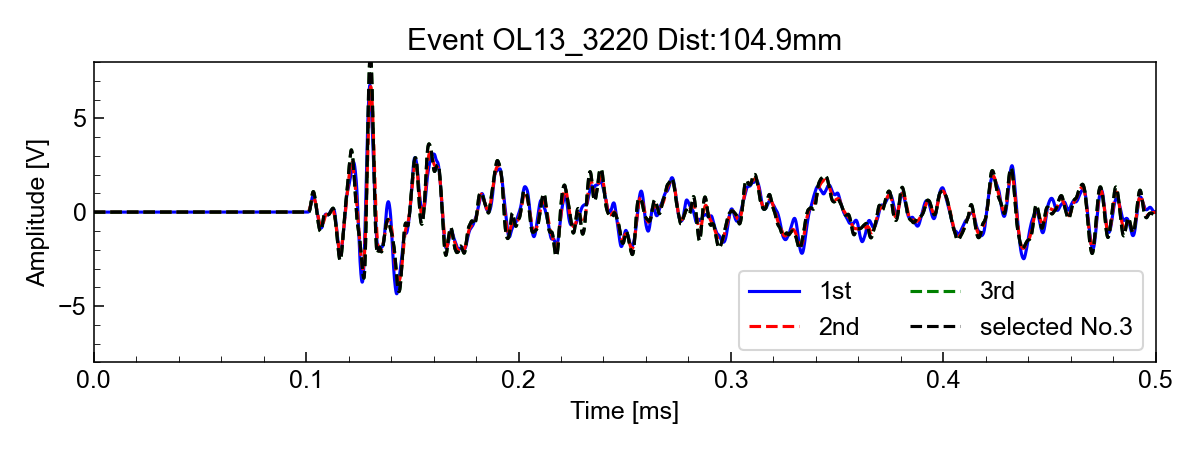 Event OL13_3220 Dist:104.9mm
Amplitude [V]
5
0
−5
1st
2nd
3rd
selected No.3
0.0 0.1 0.2 0.3 0.4 0.5
Time [ms]